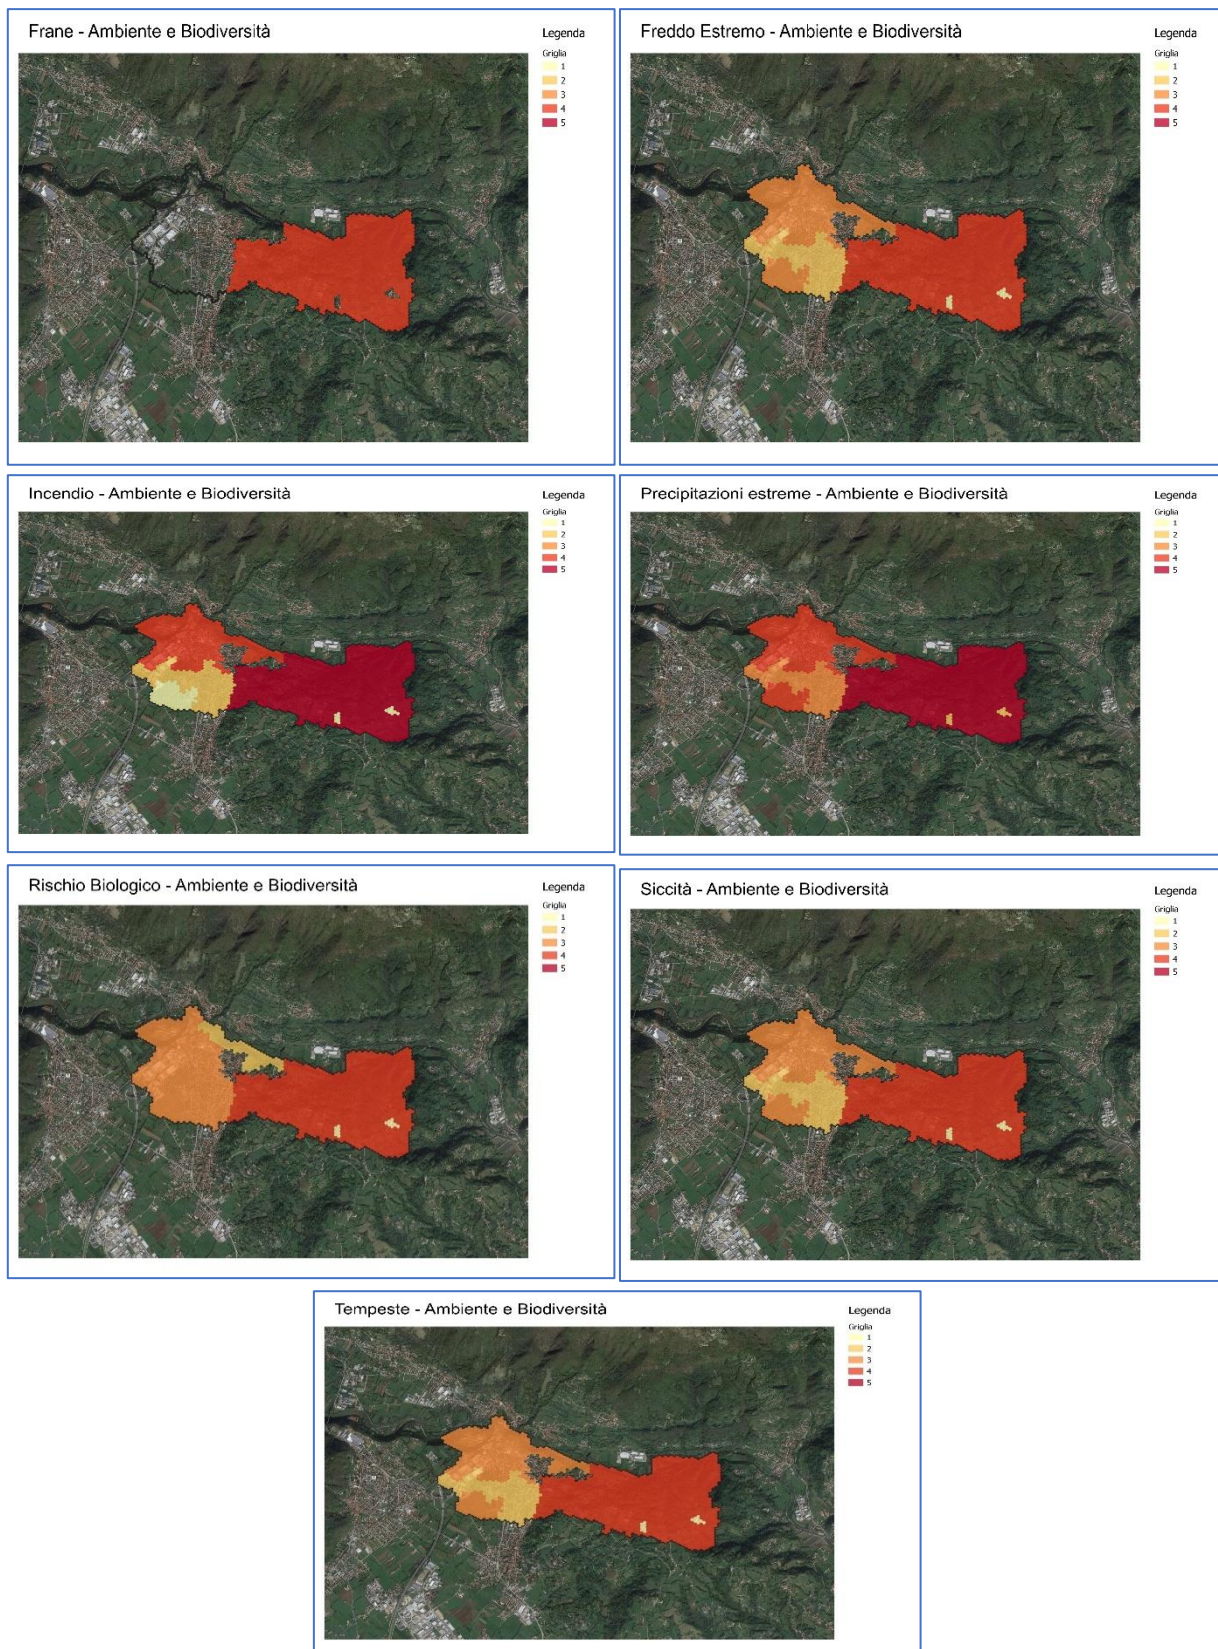 Frane - Ambiente e Biodiversità
Legenda
Griglia
1
2
3
4
5
Freddo Estremo - Ambiente e Biodiversità
Legenda
Griglia
1
2
3
4
5
Incendio - Ambiente e Biodiversità
Legenda
Griglia
1
2
3
4
5
Precipitazioni estreme - Ambiente e Biodiversità
Legenda
Griglia
1
2
3
4
5
Rischio Biologico - Ambiente e Biodiversità
Legenda
Griglia
1
2
3
4
5
Siccità - Ambiente e Biodiversità
Legenda
Griglia
1
2
3
4
5
Tempeste - Ambiente e Biodiversità
Legenda
Griglia
1
2
3
4
5